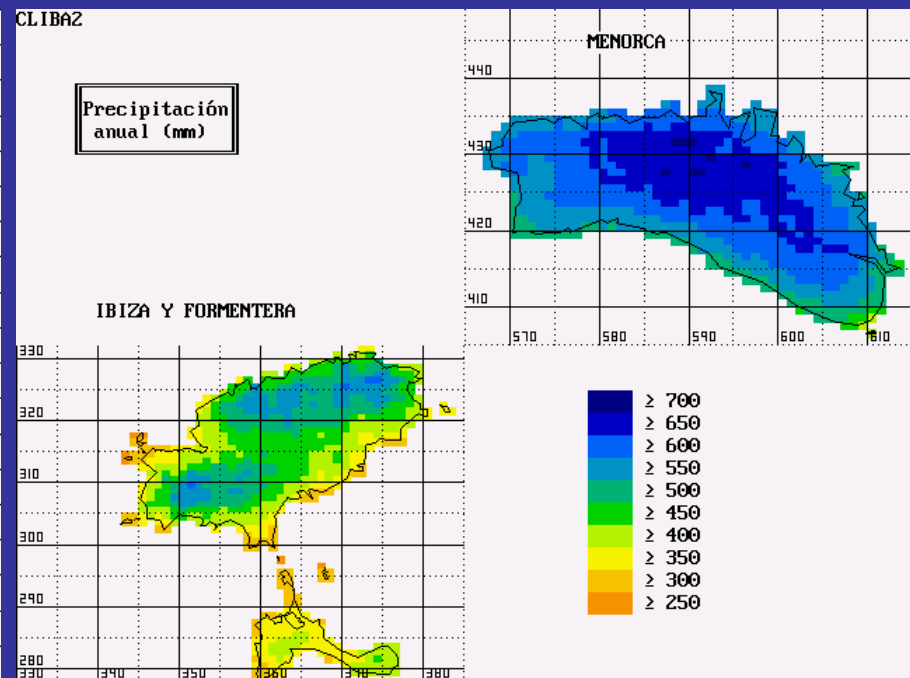 CLIBA2
Precipitación
anual (mm)
MENORCA
440
430
420
410
570 580 590 600 610
IBIZA Y FORMENTERA
330
320
310
300
290
280
330 340 350 360 370 380
≥ 700
≥ 650
≥ 600
≥ 550
≥ 500
≥ 450
≥ 400
≥ 350
≥ 300
≥ 250